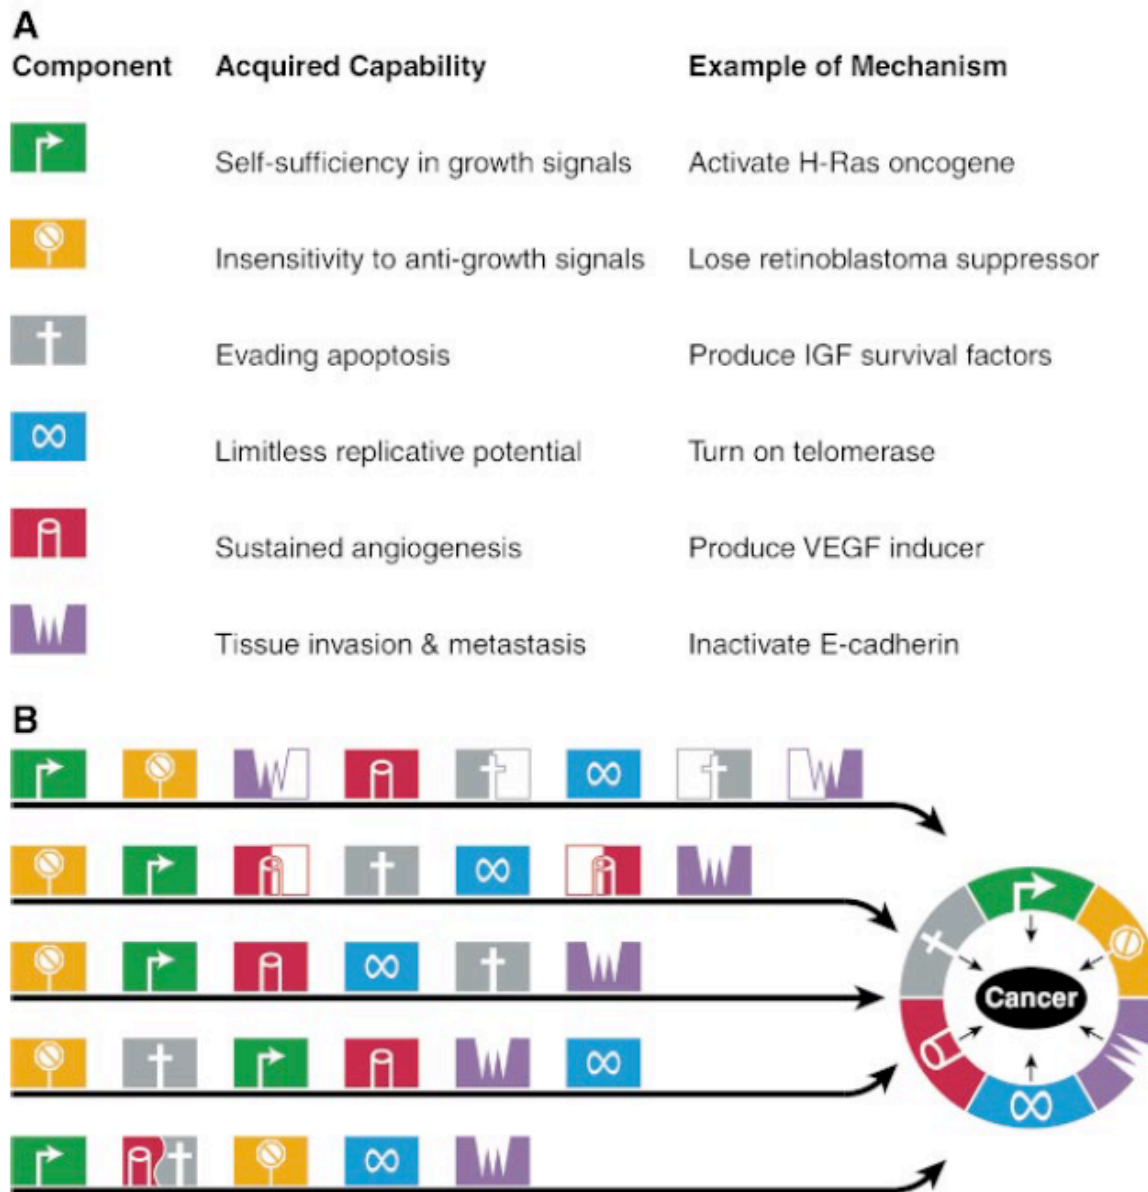 A
Component Acquired Capability Example of Mechanism
Self-sufficiency in growth signals Activate H-Ras oncogene
Insensitivity to anti-growth signals Lose retinoblastoma suppressor
Evading apoptosis Produce IGF survival factors
Limitless replicative potential Turn on telomerase
Sustained angiogenesis Produce VEGF inducer
Tissue invasion & metastasis Inactivate E-cadherin
B
Cancer